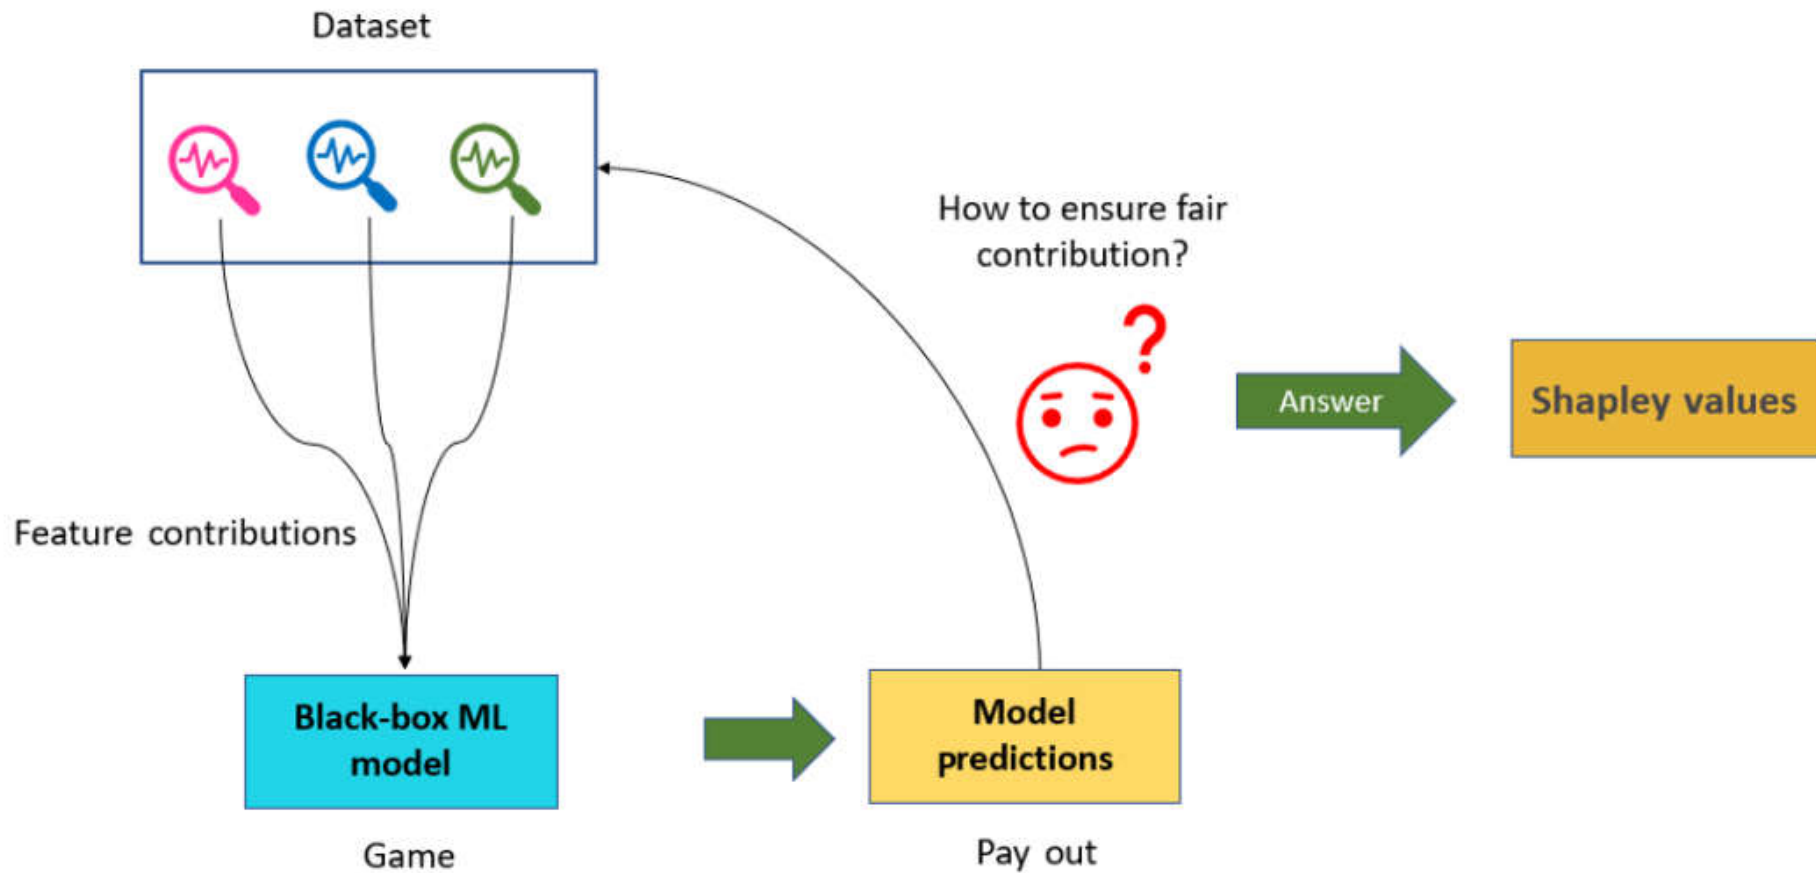 Dataset
How to ensure fair
contribution?
?
Answer
Shapley values
Feature contributions
Black-box ML
model
Model
predictions
Game
Pay out